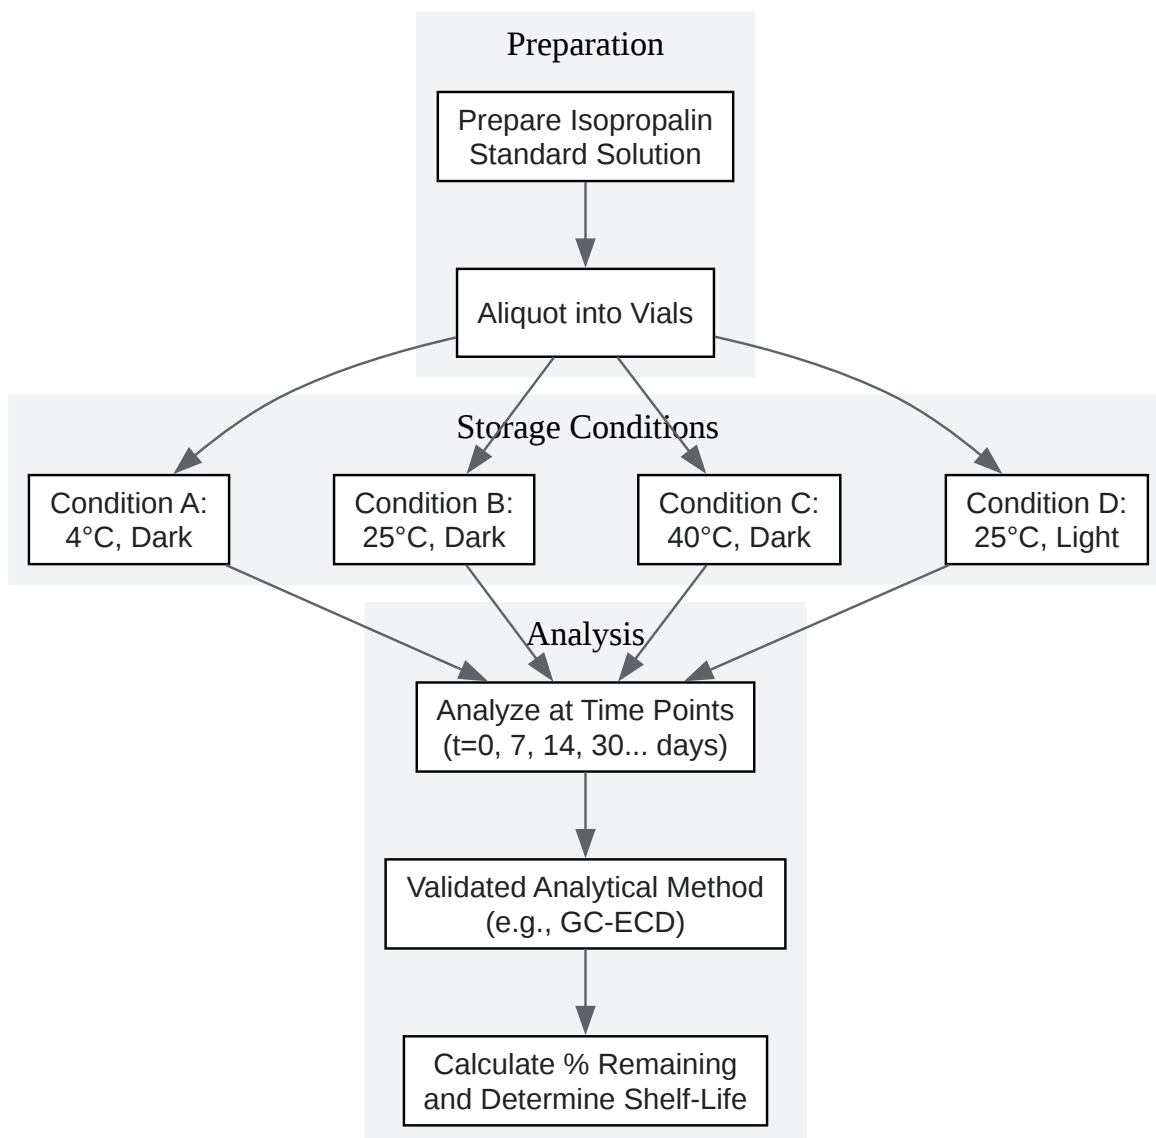 Preparation
Prepare Isopropalin
Standard Solution
Aliquot into Vials
Storage Conditions
Condition A:
4°C, Dark
Condition B:
25°C, Dark
Condition C:
40°C, Dark
Condition D:
25°C, Light
Analysis
Analyze at Time Points
(t=0, 7, 14, 30... days)
Validated Analytical Method
(e.g., GC-ECD)
Calculate % Remaining
and Determine Shelf-Life